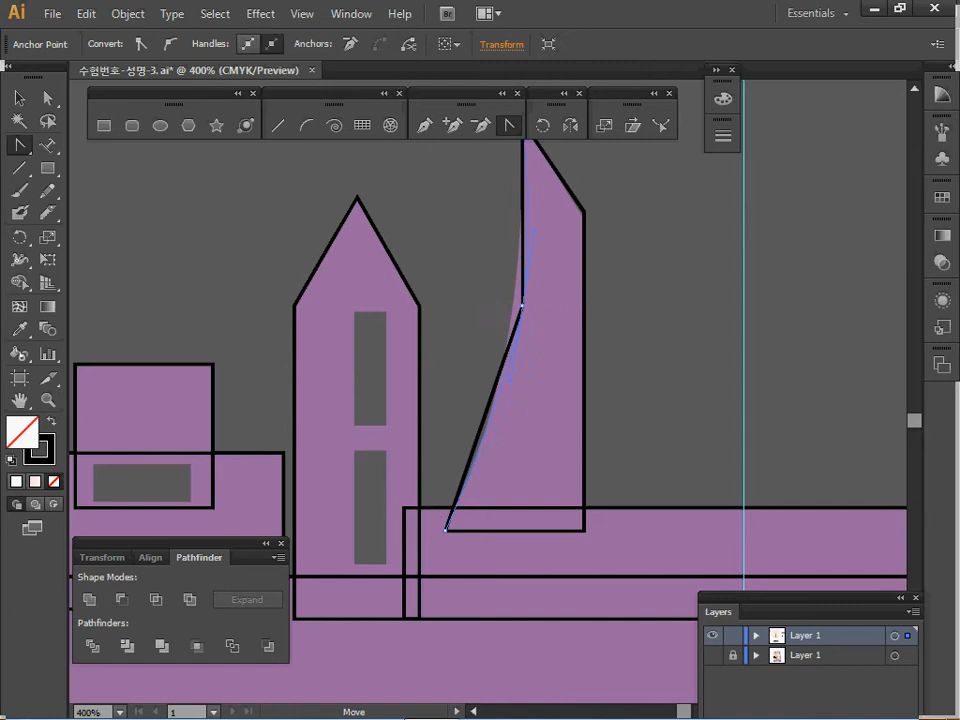 Ai File Edit Object Type Select Effect View Window Help Br Essentials
Anchor Point Convert: Handles: Anchors: Transform
수험번호-성명-3.ai* @ 400% (CMYK/Preview)
Transform Align Pathfinder
Shape Modes:
Expand
Pathfinders:
Layers
Layer 1
Layer 1
400% 1 Move